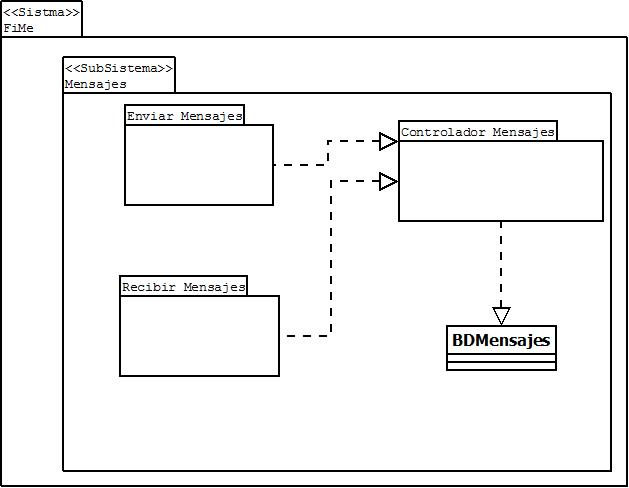 <<Sistma>>
FiMe
<<SubSistema>>
Mensajes
Enviar Mensajes
Controlador Mensajes
Recibir Mensajes
BDMensajes